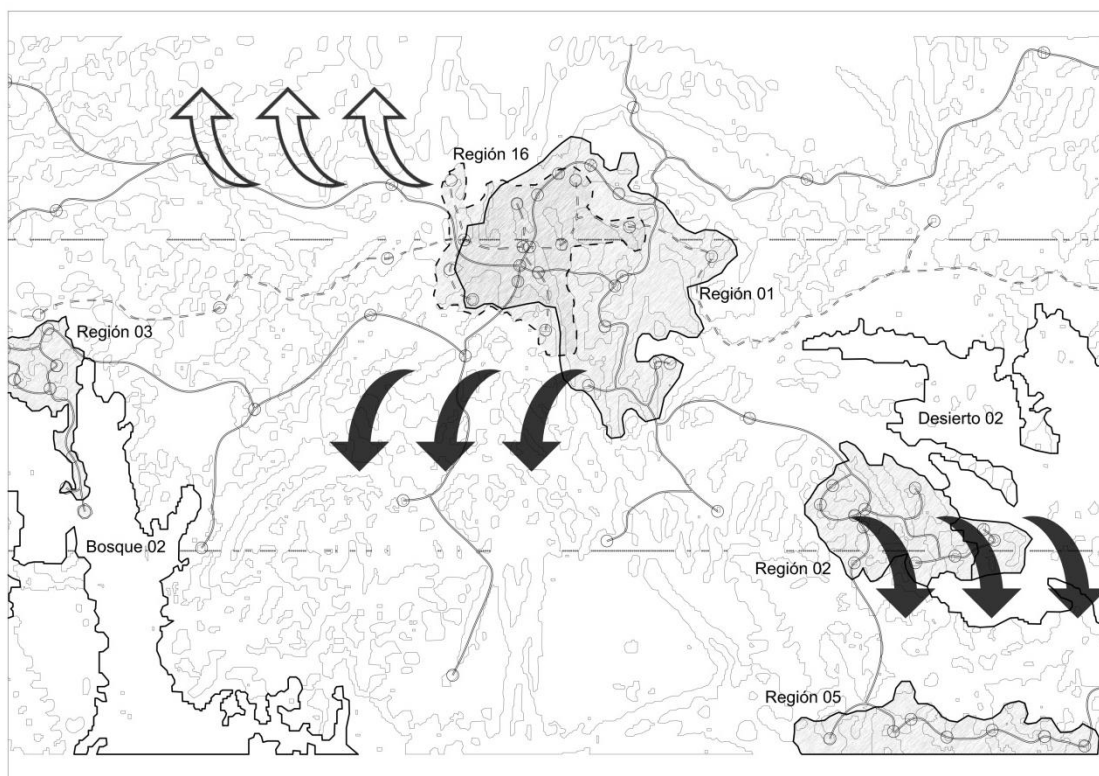 Región 16
Región 01
Región 03
Desierto 02
Bosque 02
Región 02
Región 05